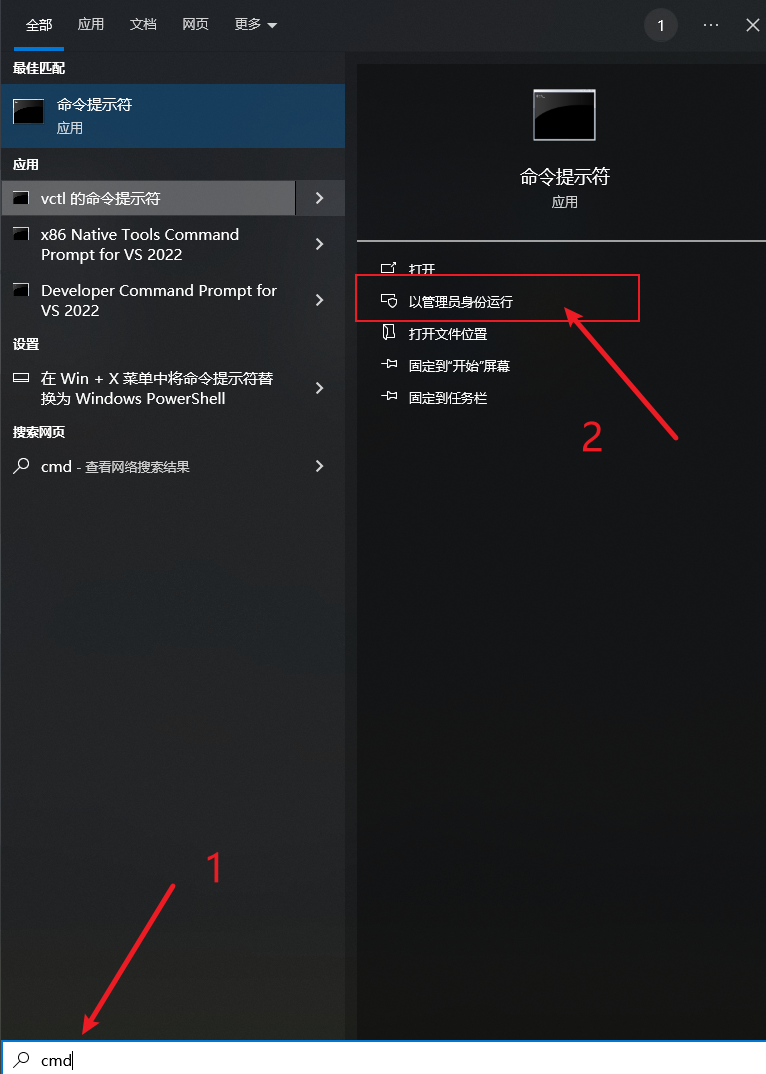 全部 应用 文档 网页 更多 1 ...
最佳匹配
命令提示符
应用
应用
vctl 的命令提示符
x86 Native Tools Command
Prompt for VS 2022
Developer Command Prompt for
VS 2022
设置
在 Win + X 菜单中将命令提示符替
换为 Windows PowerShell
搜索网页
cmd - 查看网络搜索结果
命令提示符
应用
打开
以管理员身份运行
打开文件位置
固定到"开始"屏幕
固定到任务栏
2
1
cmd